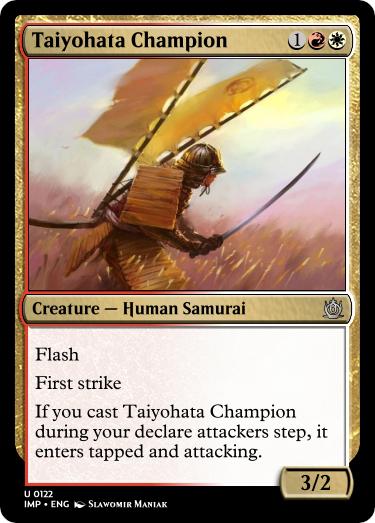 Taiyohata Champion 1
Creature — Human Samurai
Flash
First strike
If you cast Taiyohata Champion
during your declare attackers step, it
enters tapped and attacking.
3/2
U 0122
IMP • ENG Slawomir Maniak